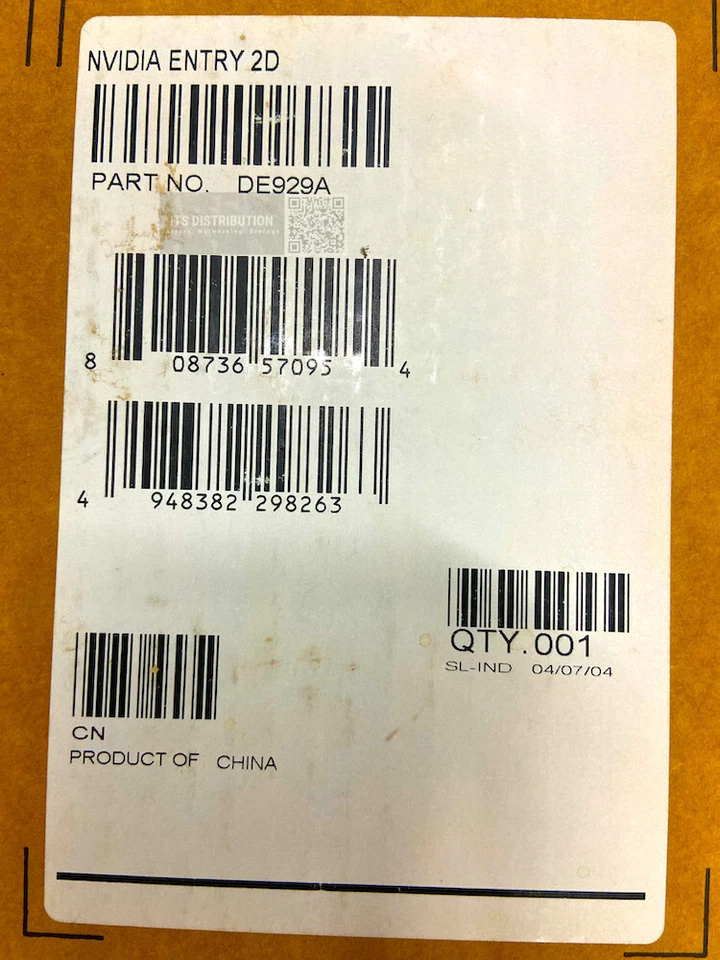 NVIDIA ENTRY 2D
PART NO. DE929A
ITS DISTRIBUTION
8 08736 57095 4
4 948382 298263
QTY.001
SL-IND 04/07/04
CN
PRODUCT OF CHINA